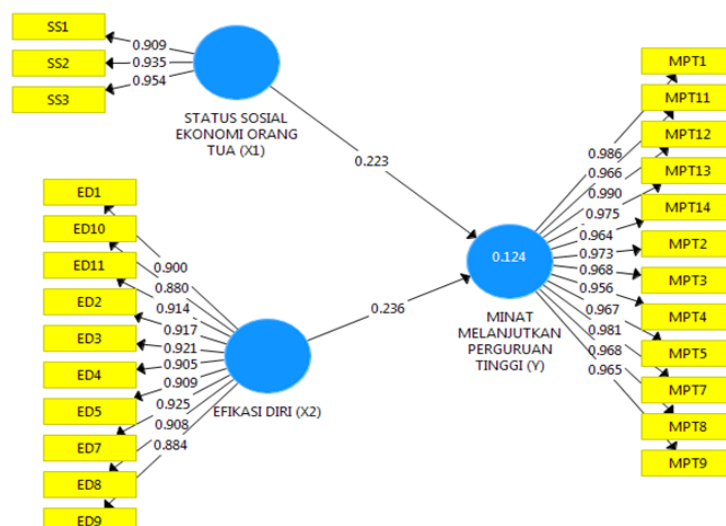 SS1
SS2
SS3
0.909
0.935
0.954
STATUS SOSIAL
EKONOMI ORANG
TUA (X1)
0.223
ED1
ED10
ED11
ED2
ED3
ED4
ED5
ED7
ED8
ED9
0.900
0.880
0.914
0.917
0.921
0.905
0.909
0.925
0.908
0.884
EFIKASI DIRI (X2)
0.236
0.124
MINAT
MELANJUTKAN
PERGURUAN
TINGGI (Y)
0.986
0.966
0.990
0.975
0.964
0.973
0.968
0.956
0.967
0.981
0.968
0.965
MPT1
MPT11
MPT12
MPT13
MPT14
MPT2
MPT3
MPT4
MPT5
MPT7
MPT8
MPT9